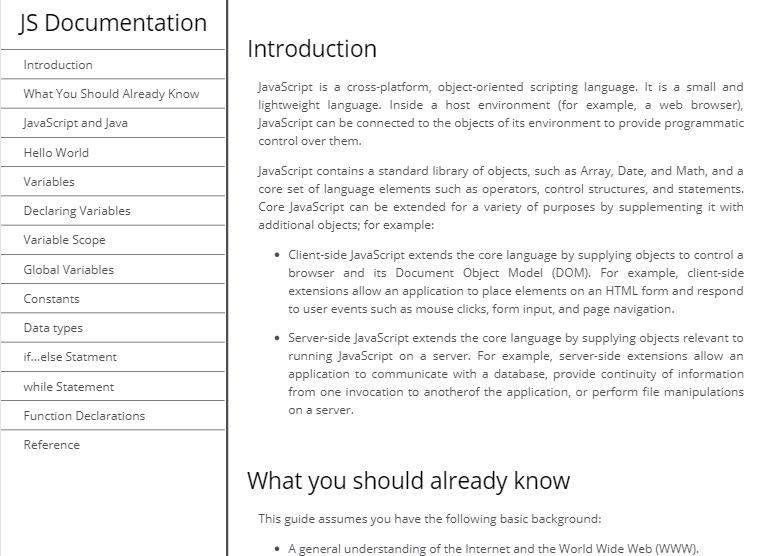 JS Documentation
Introduction
What You Should Already Know
JavaScript and Java
Hello World
Variables
Declaring Variables
Variable Scope
Global Variables
Constants
Data types
if...else Statment
while Statement
Function Declarations
Reference
Introduction
JavaScript is a cross-platform, object-oriented scripting language. It is a small and
lightweight language. Inside a host environment (for example, a web browser),
JavaScript can be connected to the objects of its environment to provide programmatic
control over them.
JavaScript contains a standard library of objects, such as Array, Date, and Math, and a
core set of language elements such as operators, control structures, and statements.
Core JavaScript can be extended for a variety of purposes by supplementing it with
additional objects; for example:
• Client-side JavaScript extends the core language by supplying objects to control a
browser and its Document Object Model (DOM). For example, client-side
extensions allow an application to place elements on an HTML form and respond
to user events such as mouse clicks, form input, and page navigation.
• Server-side JavaScript extends the core language by supplying objects relevant to
running JavaScript on a server. For example, server-side extensions allow an
application to communicate with a database, provide continuity of information
from one invocation to anotherof the application, or perform file manipulations
on a server.
What you should already know
This guide assumes you have the following basic background:
• A general understanding of the Internet and the World Wide Web (WWW).